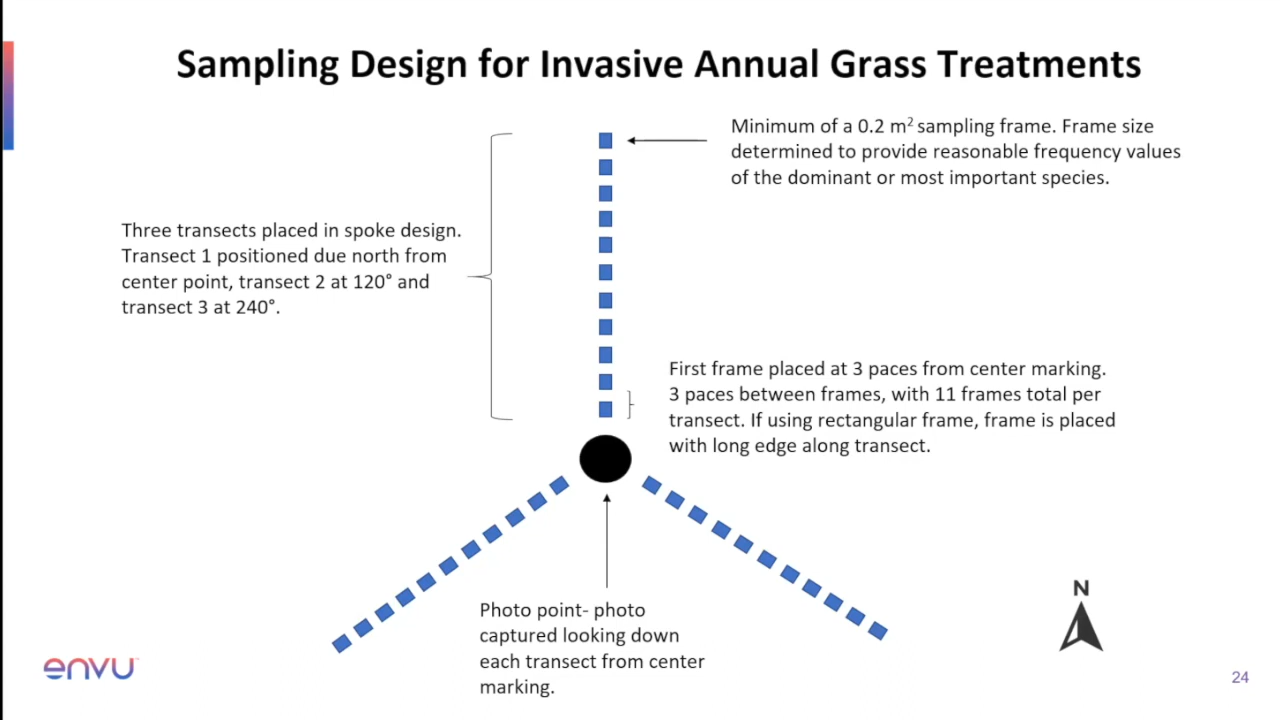 Sampling Design for Invasive Annual Grass Treatments
Minimum of a 0.2 m² sampling frame. Frame size
determined to provide reasonable frequency values
of the dominant or most important species.
Three transects placed in spoke design.
Transect 1 positioned due north from
center point, transect 2 at 120° and
transect 3 at 240°.
First frame placed at 3 paces from center marking.
3 paces between frames, with 11 frames total per
transect. If using rectangular frame, frame is placed
with long edge along transect.
Photo point- photo
captured looking down
each transect from center
marking.
N
envu
24